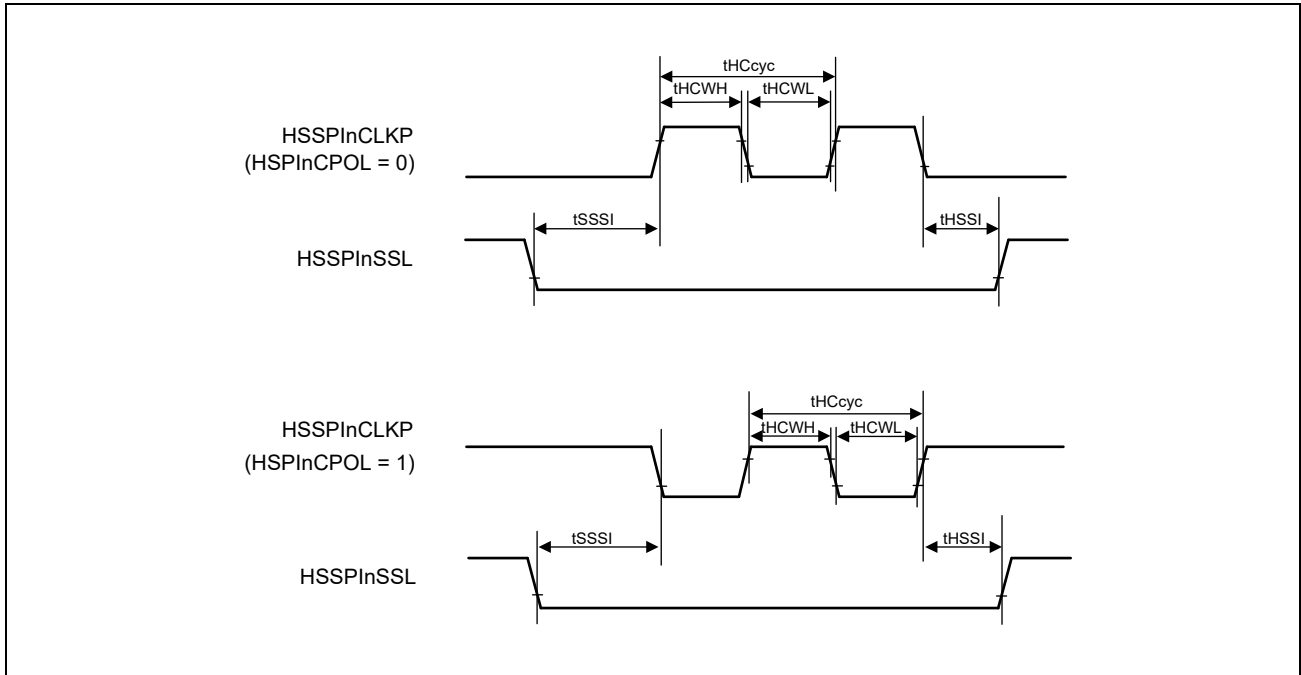 tHCcyc
tHCWH tHCWL
HSSPInCLKP
(HSPInCPOL = 0)
tSSSI tHSSI
HSSPInSSL
tHCcyc
tHCWH tHCWL
HSSPInCLKP
(HSPInCPOL = 1)
tSSSI tHSSI
HSSPInSSL